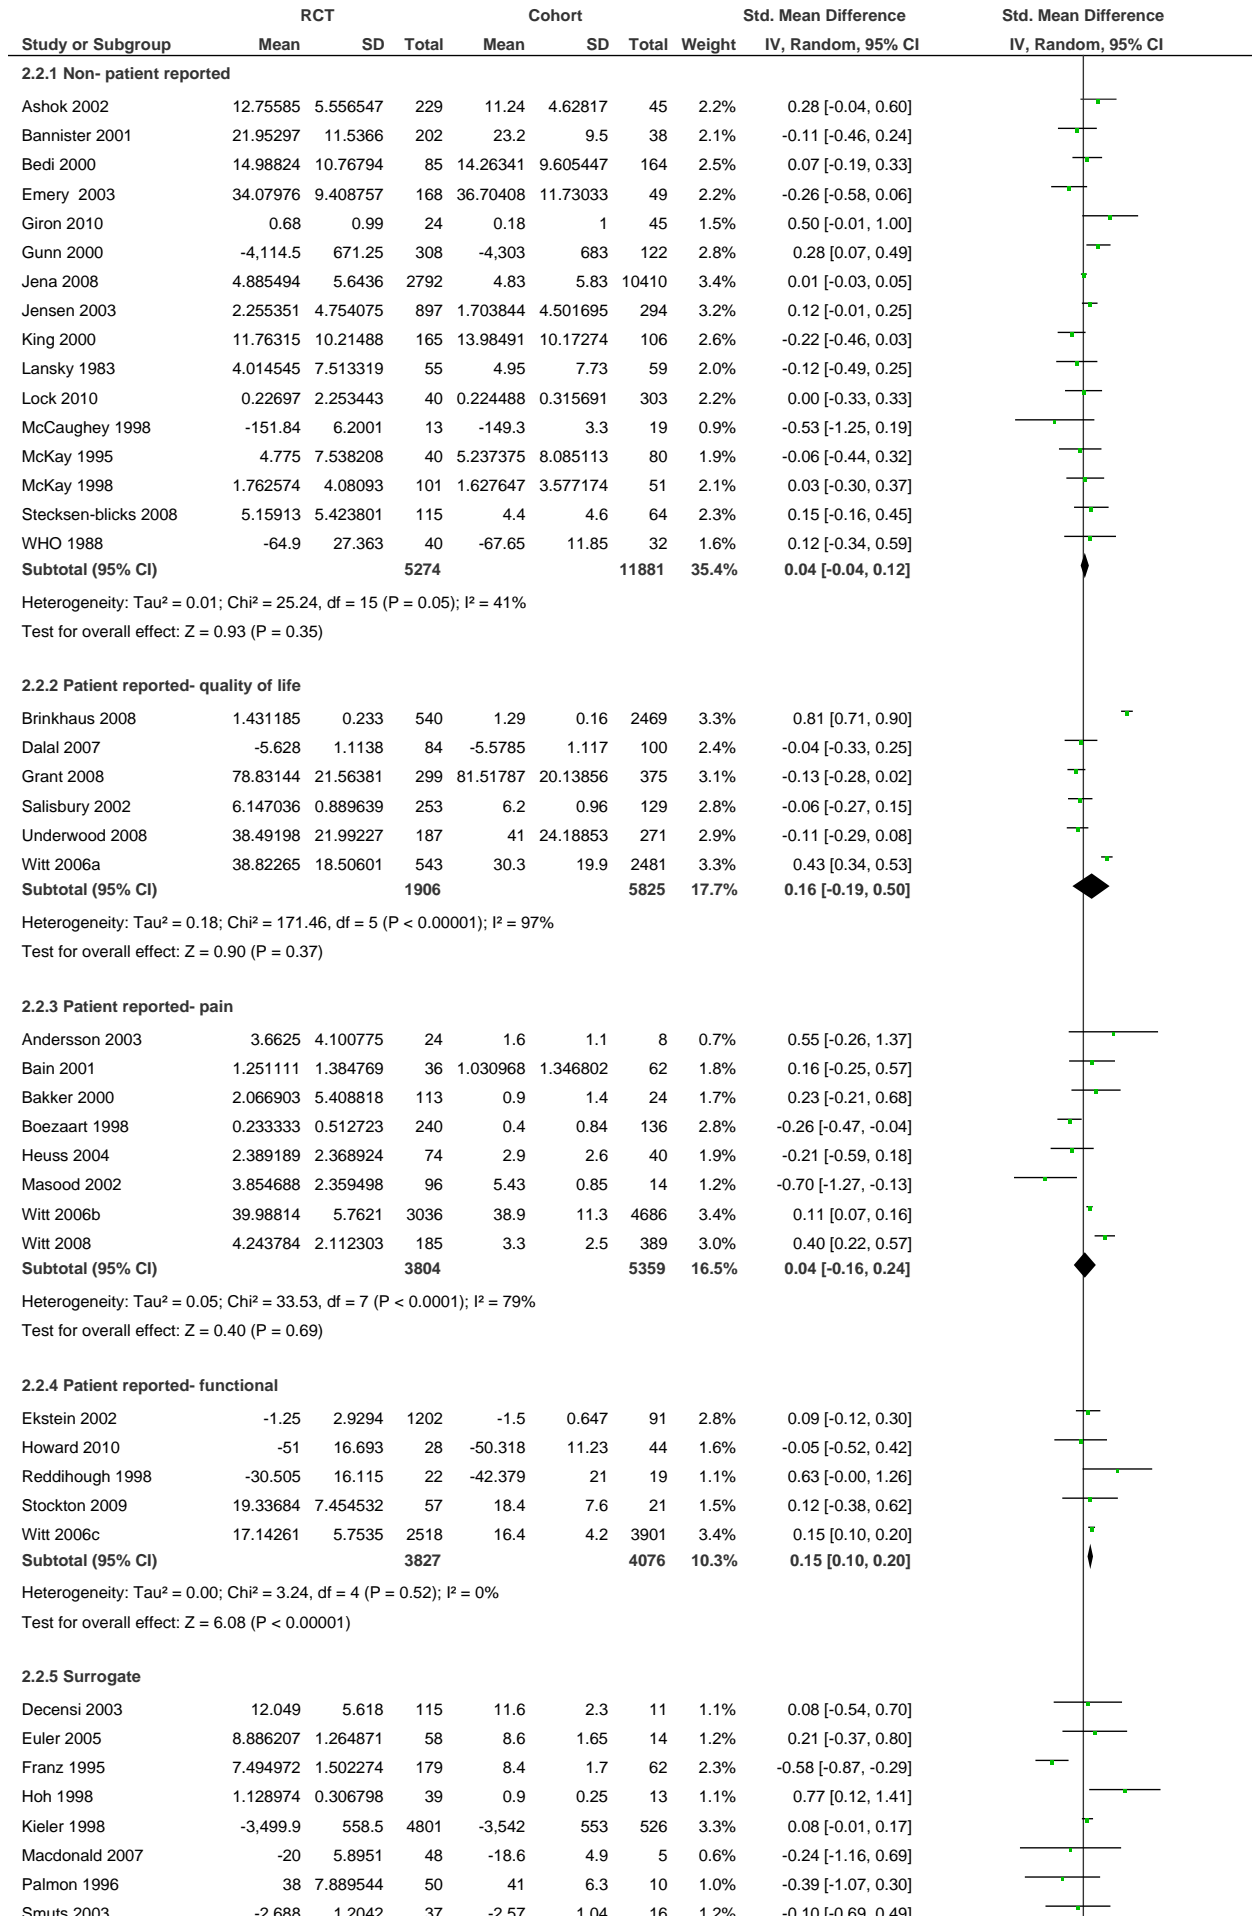 RCT Cohort Std. Mean Difference Std. Mean Difference
Study or Subgroup Mean SD Total Mean SD Total Weight IV, Random, 95% CI IV, Random, 95% CI
2.2.1 Non- patient reported
Ashok 2002 12.75585 5.556547 229 11.24 4.62817 45 2.2% 0.28 [-0.04, 0.60]
Bannister 2001 21.95297 11.5366 202 23.2 9.5 38 2.1% -0.11 [-0.46, 0.24]
Bedi 2000 14.98824 10.76794 85 14.26341 9.605447 164 2.5% 0.07 [-0.19, 0.33]
Emery 2003 34.07976 9.408757 168 36.70408 11.73033 49 2.2% -0.26 [-0.58, 0.06]
Giron 2010 0.68 0.99 24 0.18 1 45 1.5% 0.50 [-0.01, 1.00]
Gunn 2000 -4,114.5 671.25 308 -4,303 683 122 2.8% 0.28 [0.07, 0.49]
Jena 2008 4.885494 5.6436 2792 4.83 5.83 10410 3.4% 0.01 [-0.03, 0.05]
Jensen 2003 2.255351 4.754075 897 1.703844 4.501695 294 3.2% 0.12 [-0.01, 0.25]
King 2000 11.76315 10.21488 165 13.98491 10.17274 106 2.6% -0.22 [-0.46, 0.03]
Lansky 1983 4.014545 7.513319 55 4.95 7.73 59 2.0% -0.12 [-0.49, 0.25]
Lock 2010 0.22697 2.253443 40 0.224488 0.315691 303 2.2% 0.00 [-0.33, 0.33]
McCaughey 1998 -151.84 6.2001 13 -149.3 3.3 19 0.9% -0.53 [-1.25, 0.19]
McKay 1995 4.775 7.538208 40 5.237375 8.085113 80 1.9% -0.06 [-0.44, 0.32]
McKay 1998 1.762574 4.08093 101 1.627647 3.577174 51 2.1% 0.03 [-0.30, 0.37]
Stecksen-blicks 2008 5.15913 5.423801 115 4.4 4.6 64 2.3% 0.15 [-0.16, 0.45]
WHO 1988 -64.9 27.363 40 -67.65 11.85 32 1.6% 0.12 [-0.34, 0.59]
Subtotal (95% CI) 5274 11881 35.4% 0.04 [-0.04, 0.12]
Heterogeneity: Tau² = 0.01; Chi² = 25.24, df = 15 (P = 0.05); I² = 41%
Test for overall effect: Z = 0.93 (P = 0.35)
2.2.2 Patient reported- quality of life
Brinkhaus 2008 1.431185 0.233 540 1.29 0.16 2469 3.3% 0.81 [0.71, 0.90]
Dalal 2007 -5.628 1.1138 84 -5.5785 1.117 100 2.4% -0.04 [-0.33, 0.25]
Grant 2008 78.83144 21.56381 299 81.51787 20.13856 375 3.1% -0.13 [-0.28, 0.02]
Salisbury 2002 6.147036 0.889639 253 6.2 0.96 129 2.8% -0.06 [-0.27, 0.15]
Underwood 2008 38.49198 21.99227 187 41 24.18853 271 2.9% -0.11 [-0.29, 0.08]
Witt 2006a 38.82265 18.50601 543 30.3 19.9 2481 3.3% 0.43 [0.34, 0.53]
Subtotal (95% CI) 1906 5825 17.7% 0.16 [-0.19, 0.50]
Heterogeneity: Tau² = 0.18; Chi² = 171.46, df = 5 (P < 0.00001); I² = 97%
Test for overall effect: Z = 0.90 (P = 0.37)
2.2.3 Patient reported- pain
Andersson 2003 3.6625 4.100775 24 1.6 1.1 8 0.7% 0.55 [-0.26, 1.37]
Bain 2001 1.251111 1.384769 36 1.030968 1.346802 62 1.8% 0.16 [-0.25, 0.57]
Bakker 2000 2.066903 5.408818 113 0.9 1.4 24 1.7% 0.23 [-0.21, 0.68]
Boezaart 1998 0.233333 0.512723 240 0.4 0.84 136 2.8% -0.26 [-0.47, -0.04]
Heuss 2004 2.389189 2.368924 74 2.9 2.6 40 1.9% -0.21 [-0.59, 0.18]
Masood 2002 3.854688 2.359498 96 5.43 0.85 14 1.2% -0.70 [-1.27, -0.13]
Witt 2006b 39.98814 5.7621 3036 38.9 11.3 4686 3.4% 0.11 [0.07, 0.16]
Witt 2008 4.243784 2.112303 185 3.3 2.5 389 3.0% 0.40 [0.22, 0.57]
Subtotal (95% CI) 3804 5359 16.5% 0.04 [-0.16, 0.24]
Heterogeneity: Tau² = 0.05; Chi² = 33.53, df = 7 (P < 0.0001); I² = 79%
Test for overall effect: Z = 0.40 (P = 0.69)
2.2.4 Patient reported- functional
Ekstein 2002 -1.25 2.9294 1202 -1.5 0.647 91 2.8% 0.09 [-0.12, 0.30]
Howard 2010 -51 16.693 28 -50.318 11.23 44 1.6% -0.05 [-0.52, 0.42]
Reddihough 1998 -30.505 16.115 22 -42.379 21 19 1.1% 0.63 [-0.00, 1.26]
Stockton 2009 19.33684 7.454532 57 18.4 7.6 21 1.5% 0.12 [-0.38, 0.62]
Witt 2006c 17.14261 5.7535 2518 16.4 4.2 3901 3.4% 0.15 [0.10, 0.20]
Subtotal (95% CI) 3827 4076 10.3% 0.15 [0.10, 0.20]
Heterogeneity: Tau² = 0.00; Chi² = 3.24, df = 4 (P = 0.52); I² = 0%
Test for overall effect: Z = 6.08 (P < 0.00001)
2.2.5 Surrogate
Decensi 2003 12.049 5.618 115 11.6 2.3 11 1.1% 0.08 [-0.54, 0.70]
Euler 2005 8.886207 1.264871 58 8.6 1.65 14 1.2% 0.21 [-0.37, 0.80]
Franz 1995 7.494972 1.502274 179 8.4 1.7 62 2.3% -0.58 [-0.87, -0.29]
Hoh 1998 1.128974 0.306798 39 0.9 0.25 13 1.1% 0.77 [0.12, 1.41]
Kieler 1998 -3,499.9 558.5 4801 -3,542 553 526 3.3% 0.08 [-0.01, 0.17]
Macdonald 2007 -20 5.8951 48 -18.6 4.9 5 0.6% -0.24 [-1.16, 0.69]
Palmon 1996 38 7.889544 50 41 6.3 10 1.0% -0.39 [-1.07, 0.30]
Smuts 2003 -2.688 1.2042 37 -2.57 1.04 16 1.2% -0.10 [-0.69, 0.49]